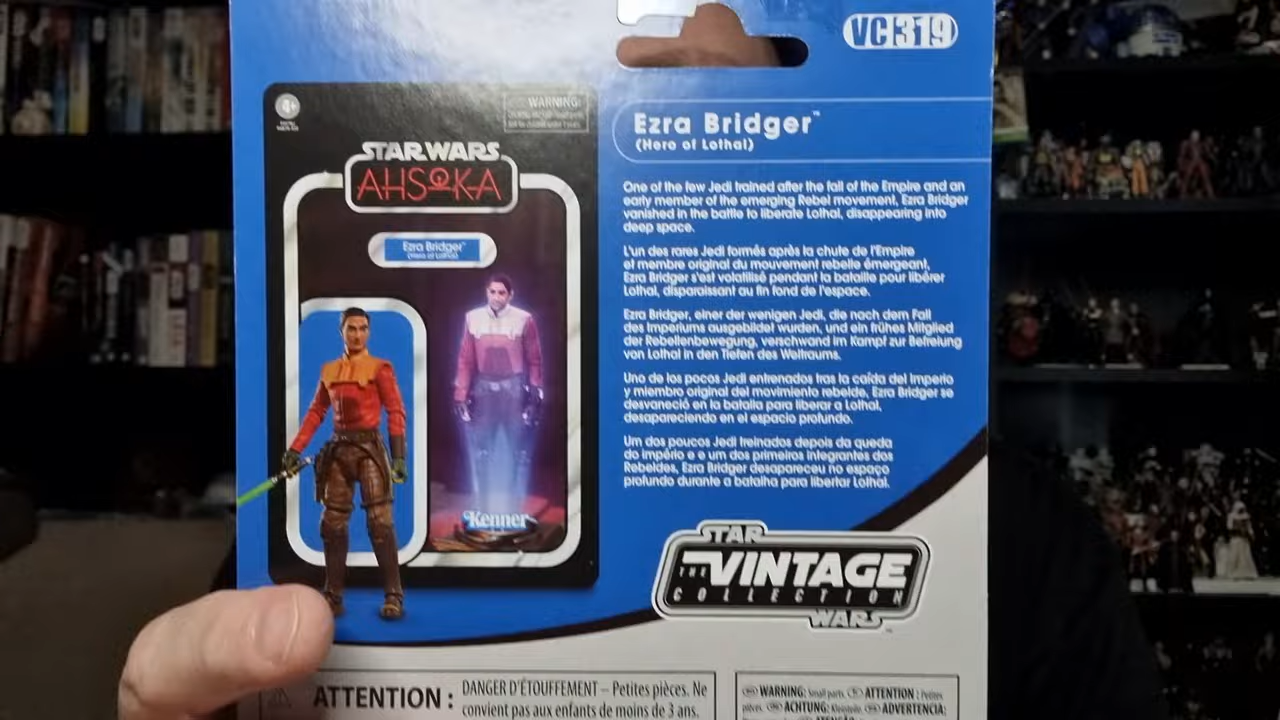 VC319
4+
WARNING:
STAR WARS
AHSOKA
Ezra Bridger™
(Hero of Lothal)
Kenner
Ezra Bridger™
(Hero of Lothal)
One of the few Jedi trained after the fall of the Empire and an
early member of the emerging Rebel movement, Ezra Bridger
vanished in the battle to liberate Lothal, disappearing into
deep space.
L'un des rares Jedi formés après la chute de l'Empire
et membre original du mouvement rebelle émergeant,
Ezra Bridger s'est volatilisé pendant la bataille pour libérer
Lothal, disparaissant au fin fond de l'espace.
Ezra Bridger, einer der wenigen Jedi, die nach dem Fall
des Imperiums ausgebildet wurden, und ein frühes Mitglied
der Rebellenbewegung, verschwand im Kampf zur Befreiung
von Lothal in den Tiefen des Weltraums.
Uno de los pocos Jedi entrenados tras la caída del Imperio
y miembro original del movimiento rebelde, Ezra Bridger se
desvaneció en la batalla para liberar a Lothal,
desapareciendo en el espacio profundo.
Um dos poucos Jedi treinados depois da queda
do império e e um dos primeiros integrantes dos
Rebeldes, Ezra Bridger desapareceu no espaço
profundo durante a batalha para libertar Lothal.
STAR
THE VINTAGE
COLLECTION
WARS
ATTENTION :
DANGER D'ÉTOUFFEMENT – Petites pièces. Ne
convient pas aux enfants de moins de 3 ans.
WARNING: Small parts. ATTENTION : Petites
pièces. ACHTUNG: Kleinteile. ADVERTENCIA: